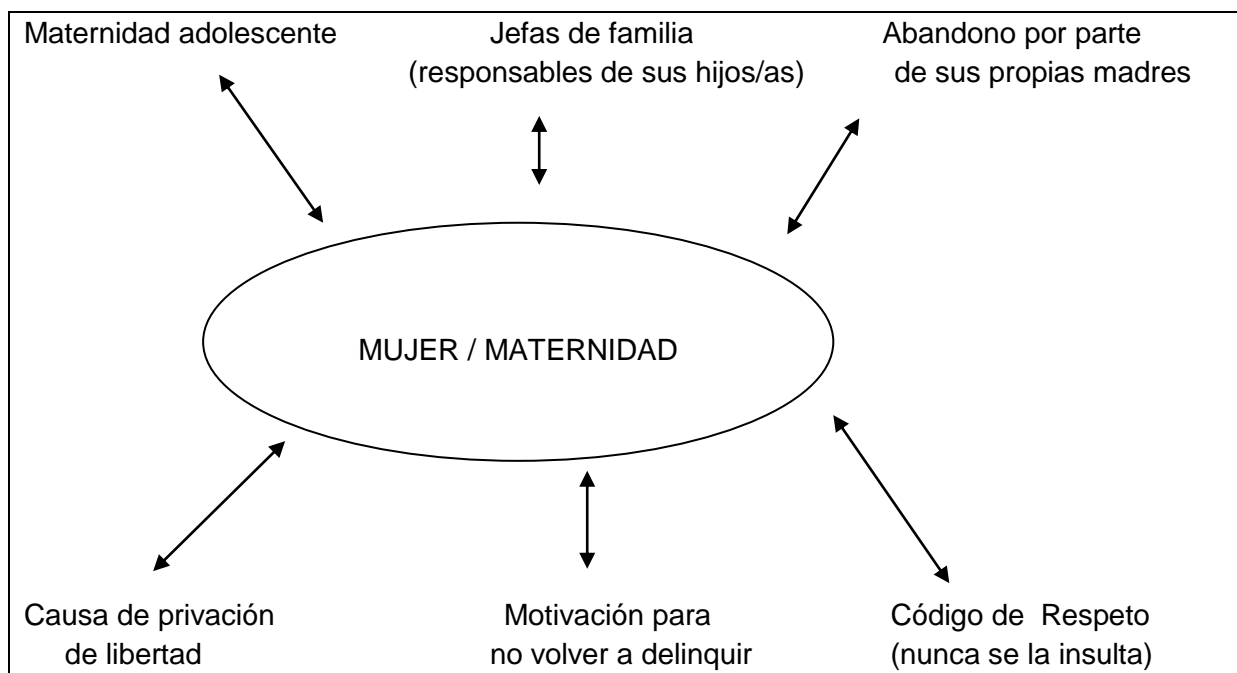 Maternidad adolescente
Jefas de familia
(responsables de sus hijos/as)
Abandono por parte
de sus propias madres
MUJER / MATERNIDAD
Causa de privación
de libertad
Motivación para
no volver a delinquir
Código de Respeto
(nunca se la insulta)